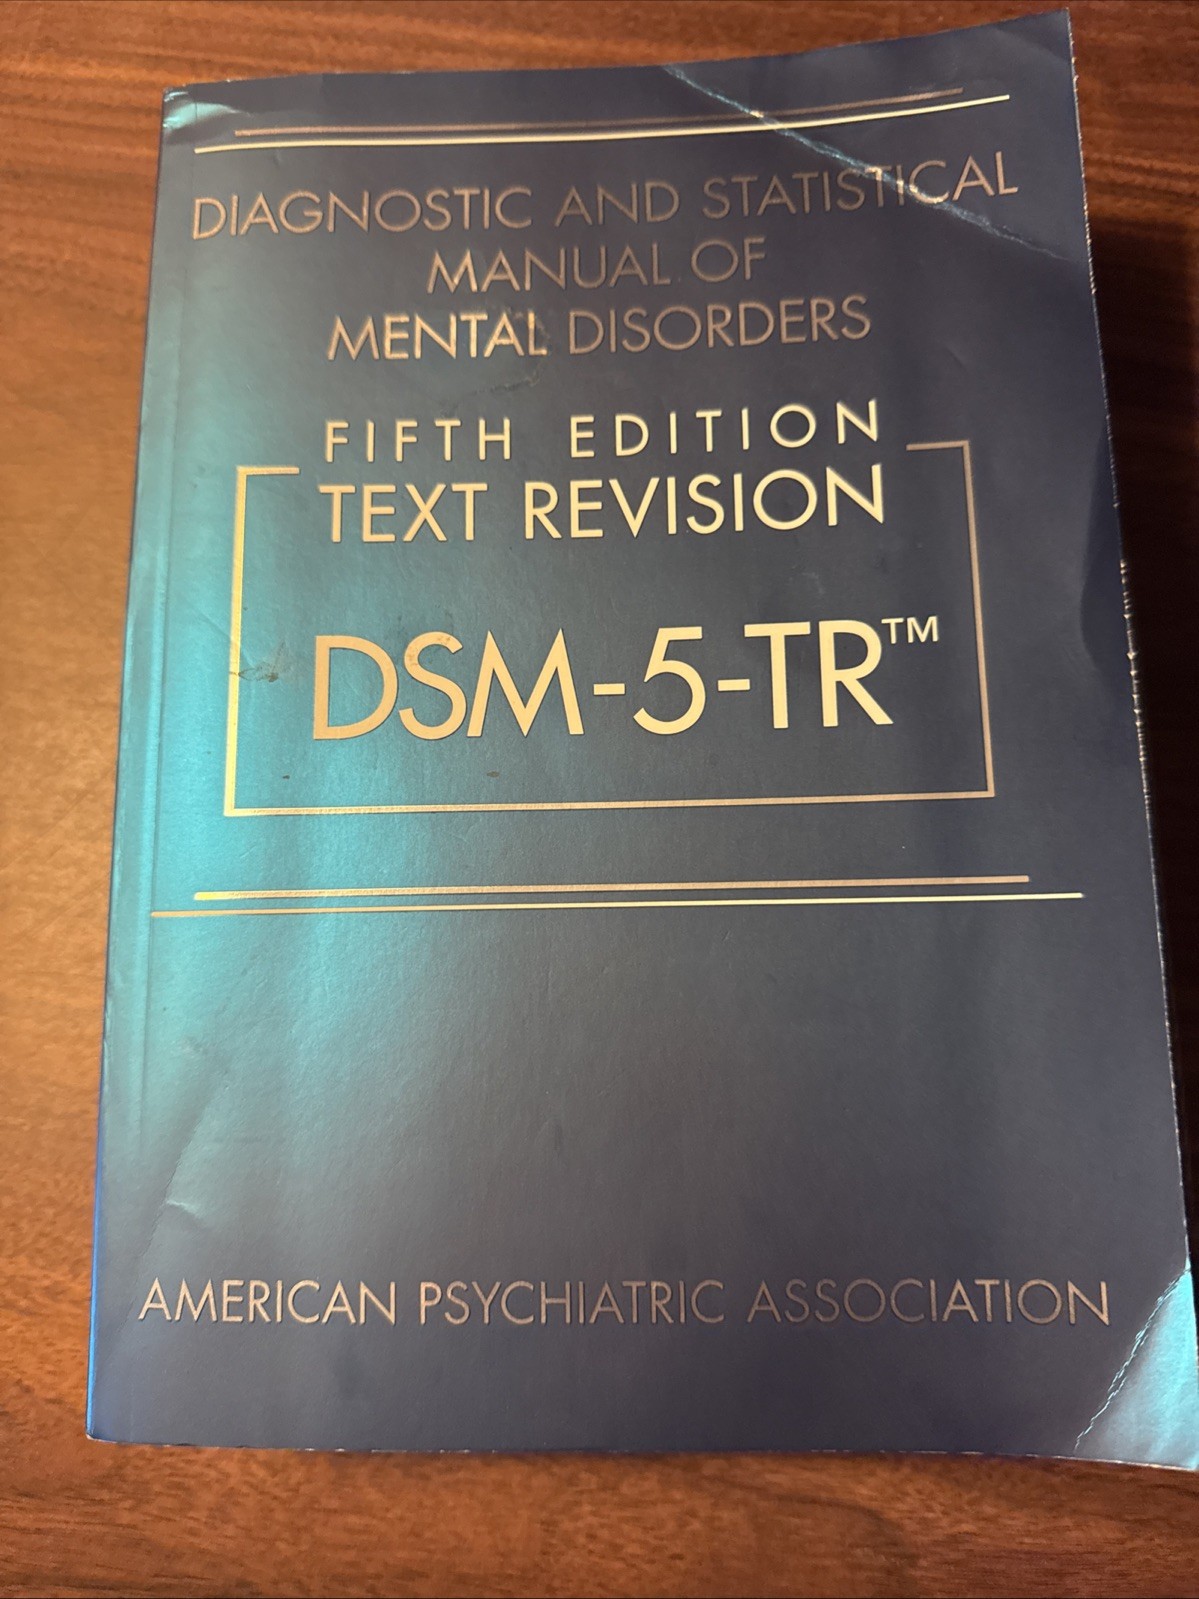 DIAGNOSTIC AND STATISTICAL
MANUAL OF
MENTAL DISORDERS
FIFTH EDITION
TEXT REVISION
DSM-5-TR™
AMERICAN PSYCHIATRIC ASSOCIATION